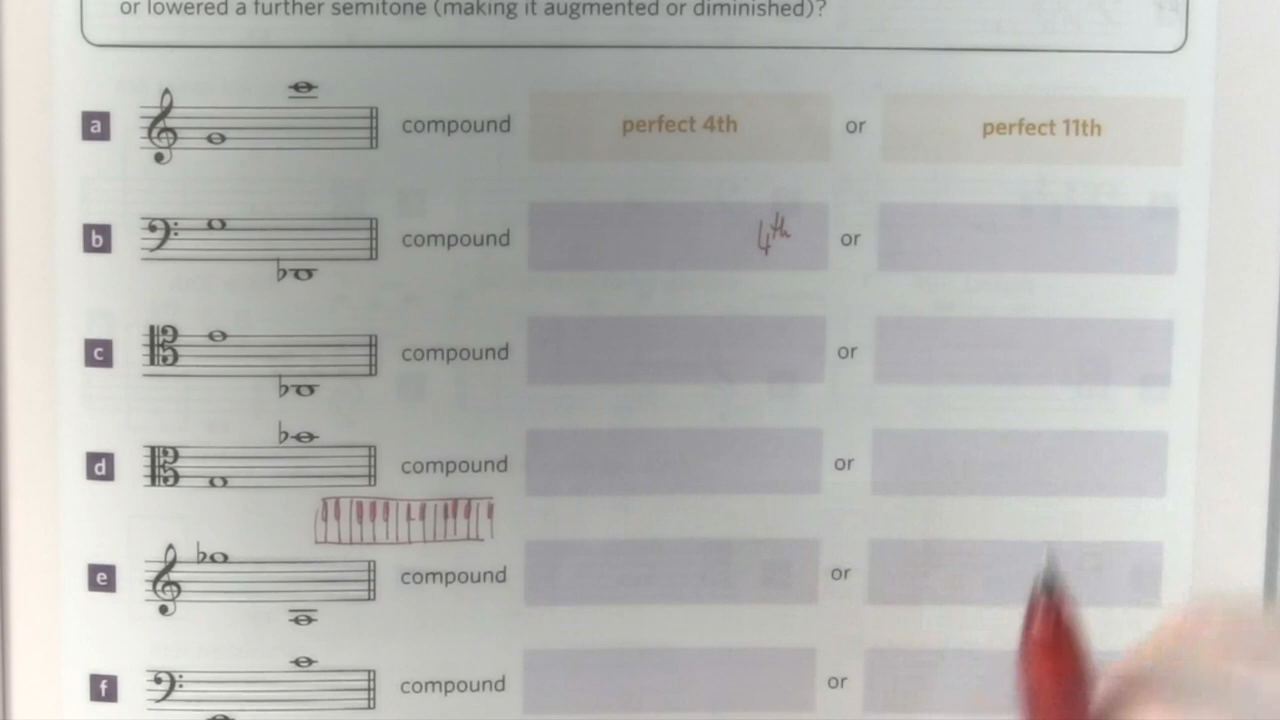 or lowered a further semitone (making it augmented or diminished)?
a compound perfect 4th or perfect 11th
b compound 4th or
c compound or
d compound or
e compound or
f compound or